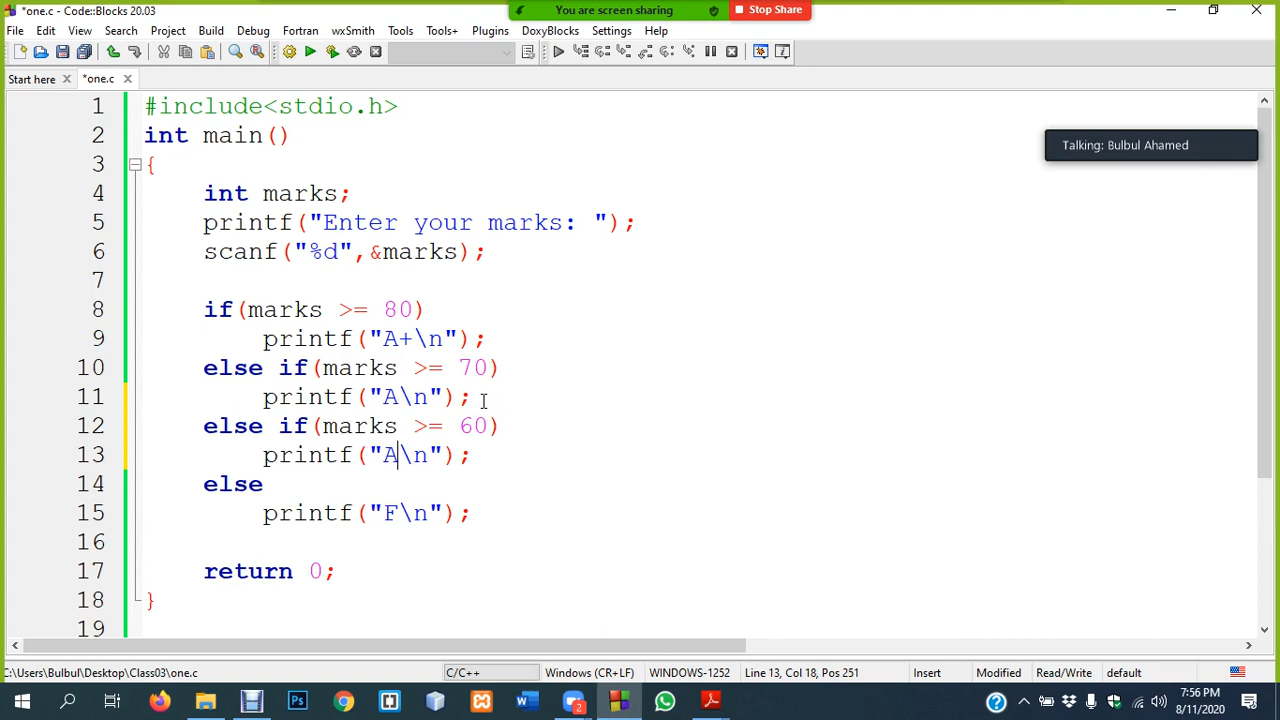 *one.c - Code::Blocks 20.03
You are screen sharing
Stop Share
File Edit View Search Project Build Debug Fortran wxSmith Tools Tools+ Plugins DoxyBlocks Settings Help
Start here
*one.c
Talking: Bulbul Ahamed
1 #include<stdio.h>
2 int main()
3 {
4 int marks;
5 printf("Enter your marks: ");
6 scanf("%d",&marks);
7
8 if(marks >= 80)
9 printf("A+\n");
10 else if(marks >= 70)
11 printf("A\n");
12 else if(marks >= 60)
13 printf("A\n");
14 else
15 printf("F\n");
16
17 return 0;
18 }
19
C:\Users\Bulbul\Desktop\Class03\one.c C/C++ Windows (CR+LF) WINDOWS-1252 Line 13, Col 18, Pos 251 Insert Modified Read/Write default
Ps
2
7:56 PM
8/11/2020